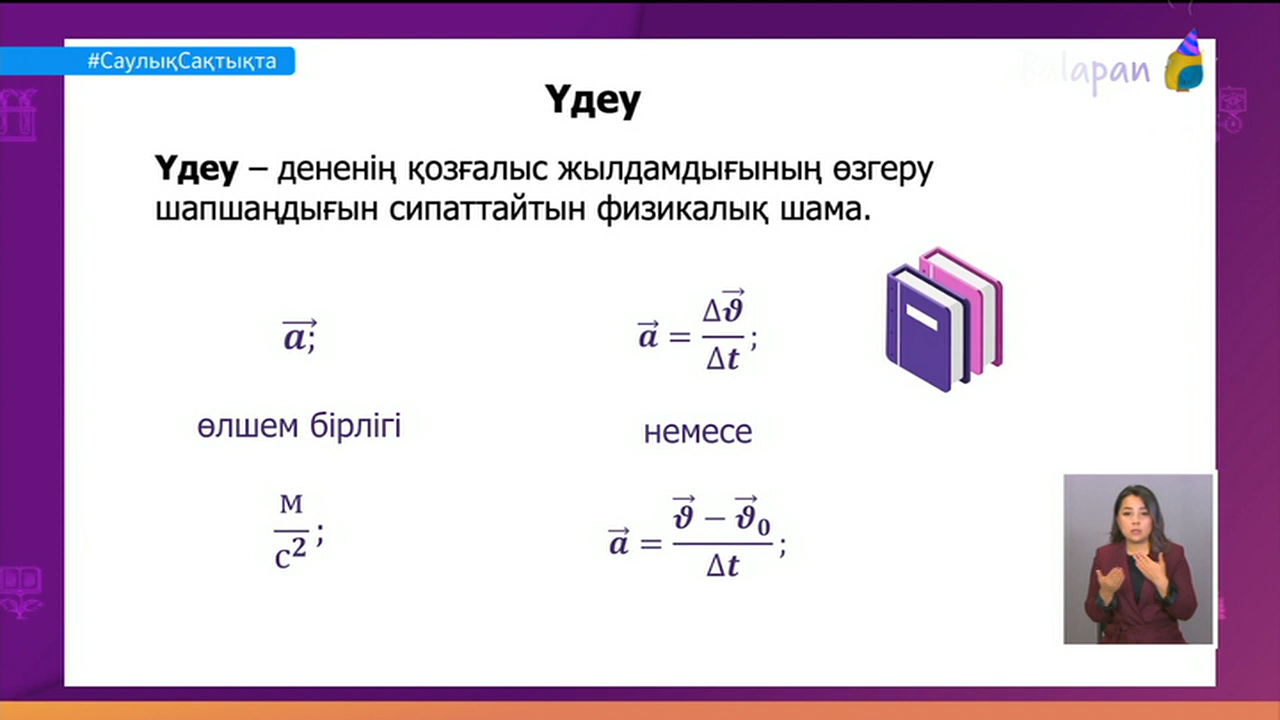 #СаулықСақтықта
Balapan
Үдеу
Үдеу – дененің қозғалыс жылдамдығының өзгеру
шапшаңдығын сипаттайтын физикалық шама.
a⃗;
a⃗ = Δϑ⃗/Δt;
өлшем бірлігі
немесе
м/с²;
a⃗ = (ϑ⃗ − ϑ⃗₀)/Δt;